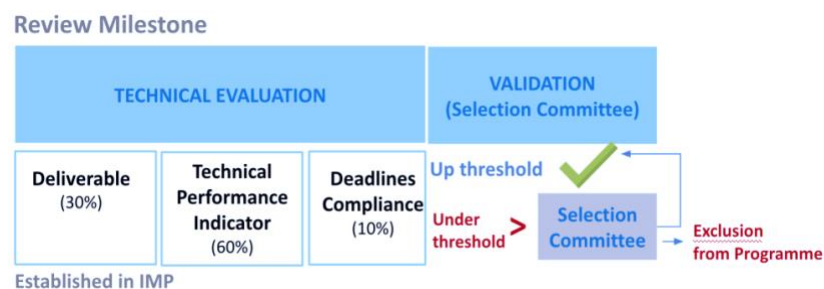 Review Milestone
TECHNICAL EVALUATION
VALIDATION
(Selection Committee)
Deliverable
(30%)
Technical
Performance
Indicator
(60%)
Deadlines
Compliance
(10%)
Up threshold
Under
threshold
>
Selection
Committee
Exclusion
from Programme
Established in IMP